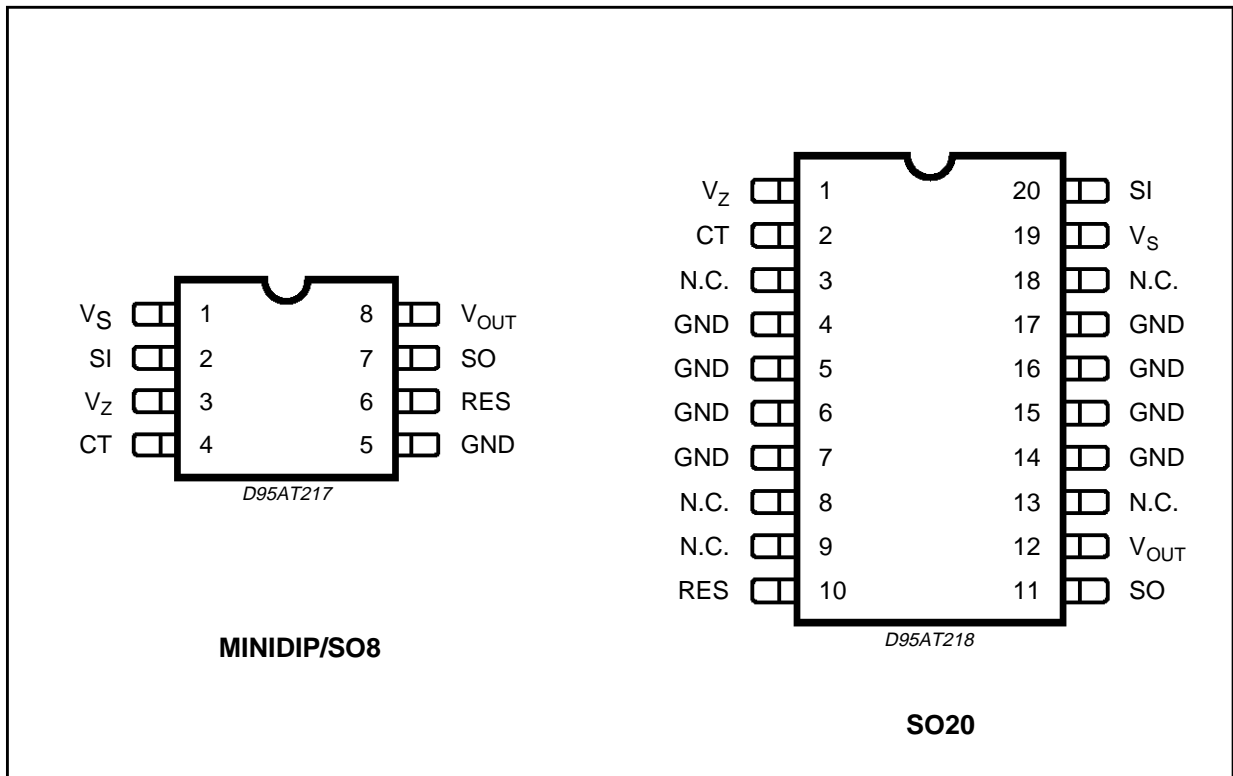 V_S 1 8 V_OUT
SI 2 7 SO
V_Z 3 6 RES
CT 4 5 GND
D95AT217
MINIDIP/SO8
V_Z 1 20 SI
CT 2 19 V_S
N.C. 3 18 N.C.
GND 4 17 GND
GND 5 16 GND
GND 6 15 GND
GND 7 14 GND
N.C. 8 13 N.C.
N.C. 9 12 V_OUT
RES 10 11 SO
D95AT218
SO20